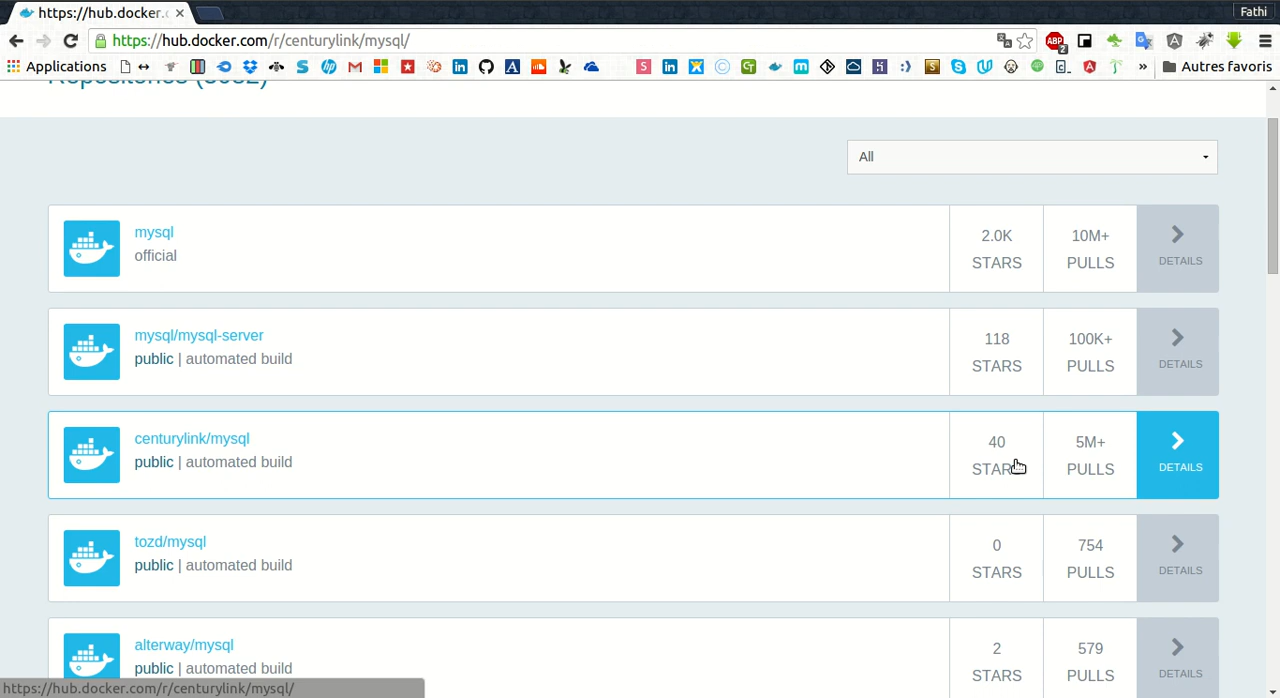 https://hub.docker.c
Fathi
https://hub.docker.com/r/centurylink/mysql/
Applications
Autres favoris
All
mysql
official
2.0K
STARS
10M+
PULLS
DETAILS
mysql/mysql-server
public | automated build
118
STARS
100K+
PULLS
DETAILS
centurylink/mysql
public | automated build
40
STARS
5M+
PULLS
DETAILS
tozd/mysql
public | automated build
0
STARS
754
PULLS
DETAILS
alterway/mysql
public | automated build
2
STARS
579
PULLS
DETAILS
https://hub.docker.com/r/centurylink/mysql/